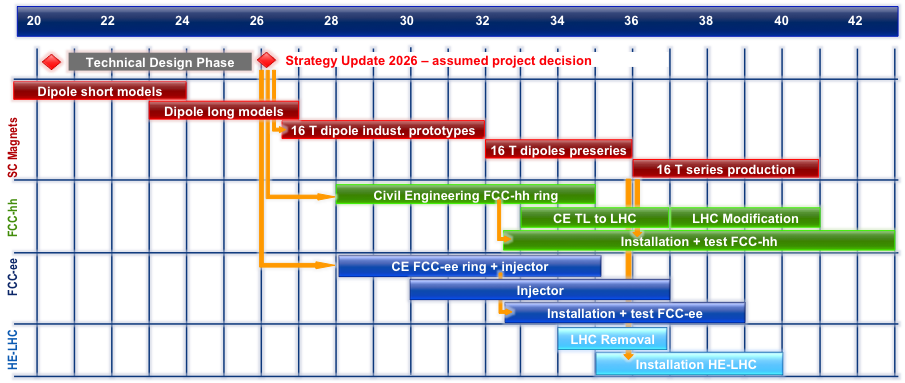 20 22 24 26 28 30 32 34 36 38 40 42
Technical Design Phase
Strategy Update 2026 – assumed project decision
SC Magnets
Dipole short models
Dipole long models
16 T dipole indust. prototypes
16 T dipoles preseries
16 T series production
FCC-hh
Civil Engineering FCC-hh ring
CE TL to LHC
LHC Modification
Installation + test FCC-hh
FCC-ee
CE FCC-ee ring + injector
Injector
Installation + test FCC-ee
HE-LHC
LHC Removal
Installation HE-LHC